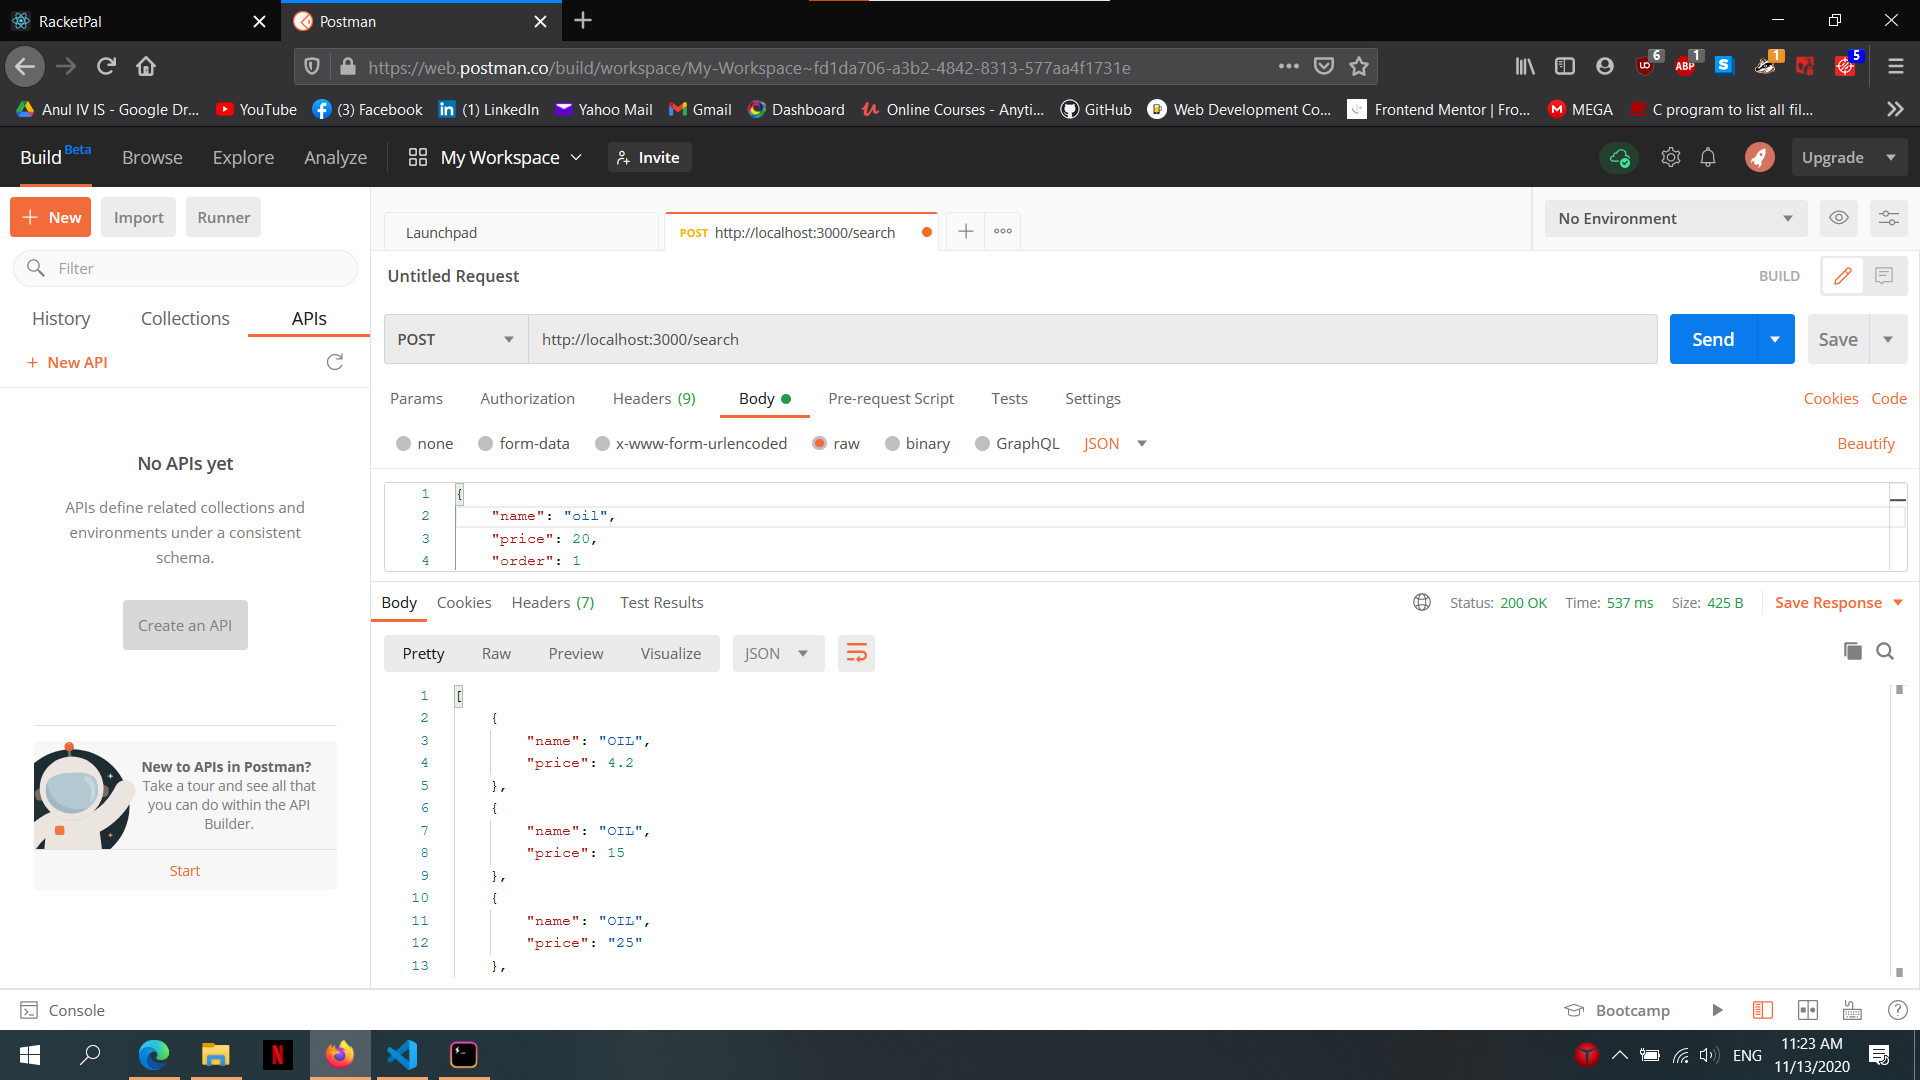 RacketPal
Postman
https://web.postman.co/build/workspace/My-Workspace~fd1da706-a3b2-4842-8313-577aa4f1731e
6
ABP 1
S
1
5
Anul IV IS - Google Dr...
YouTube
(3) Facebook
(1) LinkedIn
Yahoo Mail
Gmail
Dashboard
Online Courses - Anyti...
GitHub
Web Development Co...
Frontend Mentor | Fro...
MEGA
C program to list all fil...
Build Beta
Browse
Explore
Analyze
My Workspace
Invite
Upgrade
+ New
Import
Runner
Launchpad
POST http://localhost:3000/search
No Environment
Filter
Untitled Request
BUILD
History
Collections
APIs
POST
http://localhost:3000/search
Send
Save
+ New API
Params
Authorization
Headers (9)
Body
Pre-request Script
Tests
Settings
Cookies
Code
none
form-data
x-www-form-urlencoded
raw
binary
GraphQL
JSON
Beautify
No APIs yet
APIs define related collections and
environments under a consistent
schema.
Create an API
1 {
2 "name": "oil",
3 "price": 20,
4 "order": 1
Body
Cookies
Headers (7)
Test Results
Status: 200 OK
Time: 537 ms
Size: 425 B
Save Response
Pretty
Raw
Preview
Visualize
JSON
1 [
2 {
3 "name": "OIL",
4 "price": 4.2
5 },
6 {
7 "name": "OIL",
8 "price": 15
9 },
10 {
11 "name": "OIL",
12 "price": "25"
13 },
New to APIs in Postman?
Take a tour and see all that
you can do within the API
Builder.
Start
Console
Bootcamp
N
ENG
11:23 AM
11/13/2020